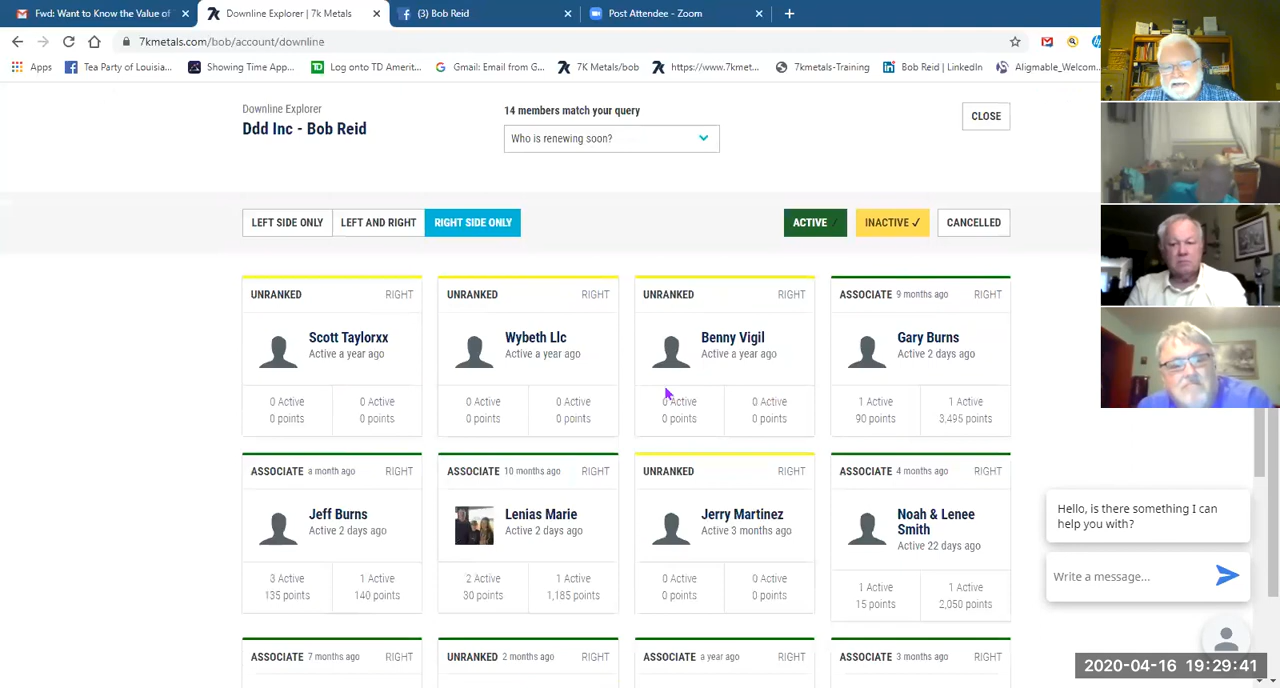 Fwd: Want to Know the Value of
Downline Explorer | 7k Metals
(3) Bob Reid
Post Attendee - Zoom
7kmetals.com/bob/account/downline
Apps
Tea Party of Louisia...
Showing Time App...
Log onto TD Amerit...
Gmail: Email from G...
7K Metals/bob
https://www.7kmet...
7kmetals-Training
Bob Reid | LinkedIn
Alignable_Welcom...
Downline Explorer
Ddd Inc - Bob Reid
14 members match your query
Who is renewing soon?
CLOSE
LEFT SIDE ONLY
LEFT AND RIGHT
RIGHT SIDE ONLY
ACTIVE ✓
INACTIVE ✓
CANCELLED
UNRANKED RIGHT
Scott Taylorxx
Active a year ago
0 Active 0 Active
0 points 0 points
UNRANKED RIGHT
Wybeth Llc
Active a year ago
0 Active 0 Active
0 points 0 points
UNRANKED RIGHT
Benny Vigil
Active a year ago
0 Active 0 Active
0 points 0 points
ASSOCIATE 9 months ago RIGHT
Gary Burns
Active 2 days ago
1 Active 1 Active
90 points 3,495 points
ASSOCIATE a month ago RIGHT
Jeff Burns
Active 2 days ago
3 Active 1 Active
135 points 140 points
ASSOCIATE 10 months ago RIGHT
Lenias Marie
Active 2 days ago
2 Active 1 Active
30 points 1,185 points
UNRANKED RIGHT
Jerry Martinez
Active 3 months ago
0 Active 0 Active
0 points 0 points
ASSOCIATE 4 months ago RIGHT
Noah & Lenee
Smith
Active 22 days ago
1 Active 1 Active
15 points 2,050 points
ASSOCIATE 7 months ago RIGHT
UNRANKED 2 months ago RIGHT
ASSOCIATE a year ago RIGHT
ASSOCIATE 3 months ago RIGHT
Hello, is there something I can
help you with?
Write a message...
2020-04-16 19:29:41